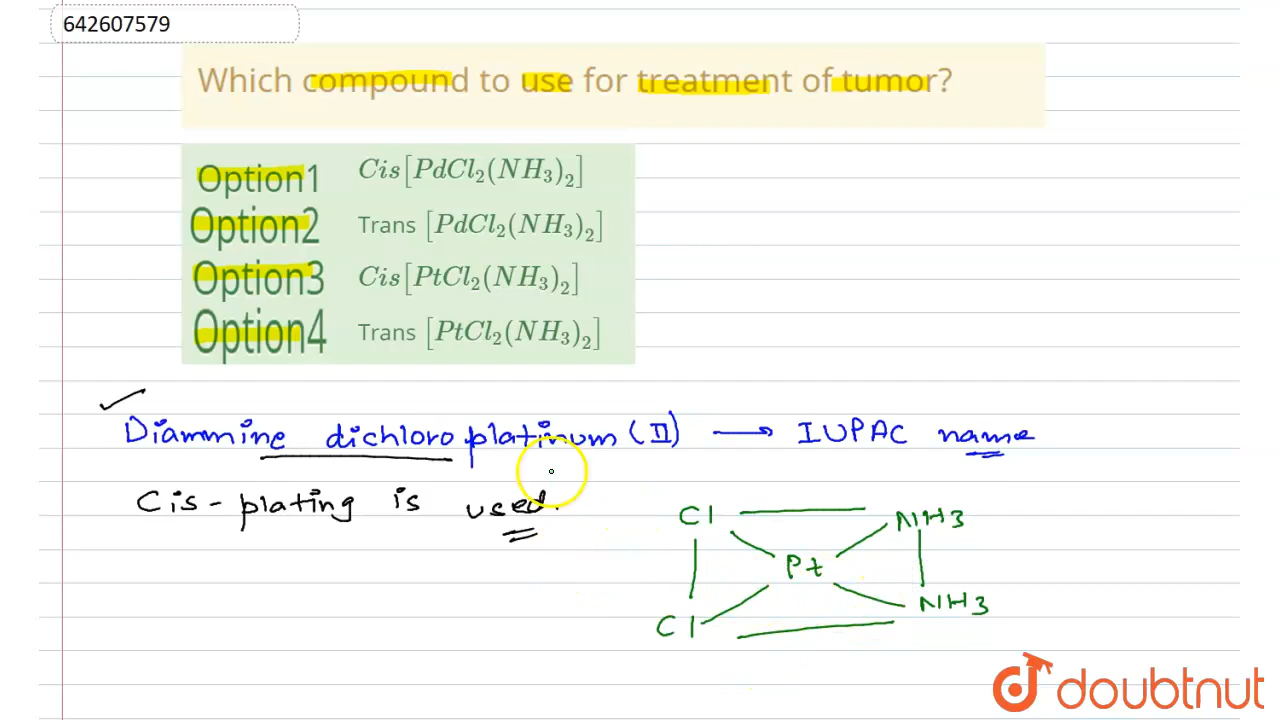 642607579
Which compound to use for treatment of tumor?
Option1 Cis[PdCl₂(NH₃)₂]
Option2 Trans [PdCl₂(NH₃)₂]
Option3 Cis[PtCl₂(NH₃)₂]
Option4 Trans [PtCl₂(NH₃)₂]
Diammine dichloro platinum (II) → IUPAC name
Cis-plating is used.
Cl NH3
Pt
Cl NH3
doubtnut